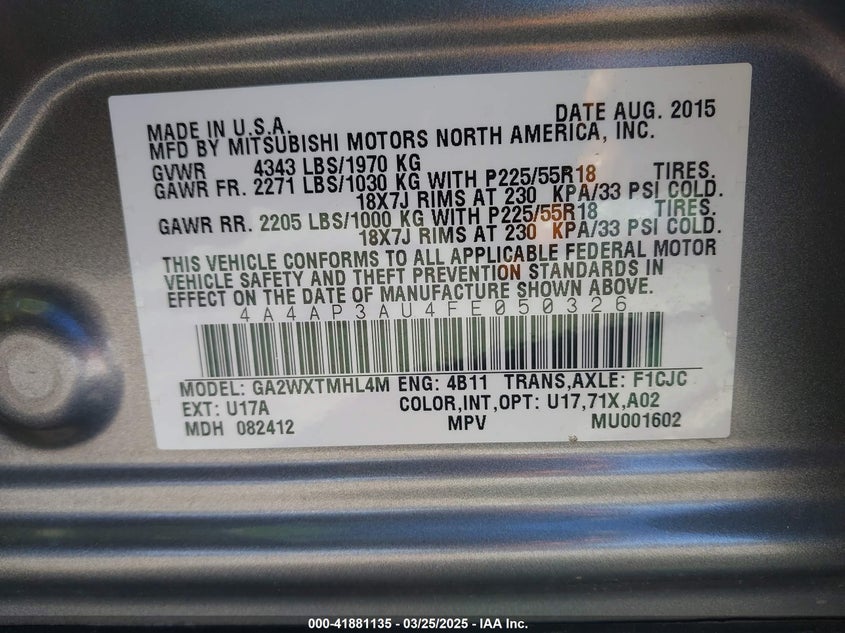 MADE IN U.S.A. DATE AUG. 2015
MFD BY MITSUBISHI MOTORS NORTH AMERICA, INC.
GVWR 4343 LBS/1970 KG
GAWR FR. 2271 LBS/1030 KG WITH P225/55R18 TIRES.
18X7J RIMS AT 230 KPA/33 PSI COLD.
GAWR RR. 2205 LBS/1000 KG WITH P225/55R18 TIRES.
18X7J RIMS AT 230 KPA/33 PSI COLD.
THIS VEHICLE CONFORMS TO ALL APPLICABLE FEDERAL MOTOR
VEHICLE SAFETY AND THEFT PREVENTION STANDARDS IN
EFFECT ON THE DATE OF MANUFACTURE SHOWN ABOVE.
4A4AP3AU4FE050326
MODEL: GA2WXTMHL4M ENG: 4B11 TRANS,AXLE: F1CJC
EXT: U17A COLOR,INT,OPT: U17,71X,A02
MDH 082412 MPV MU001602
000-41881135 - 03/25/2025 - IAA Inc.